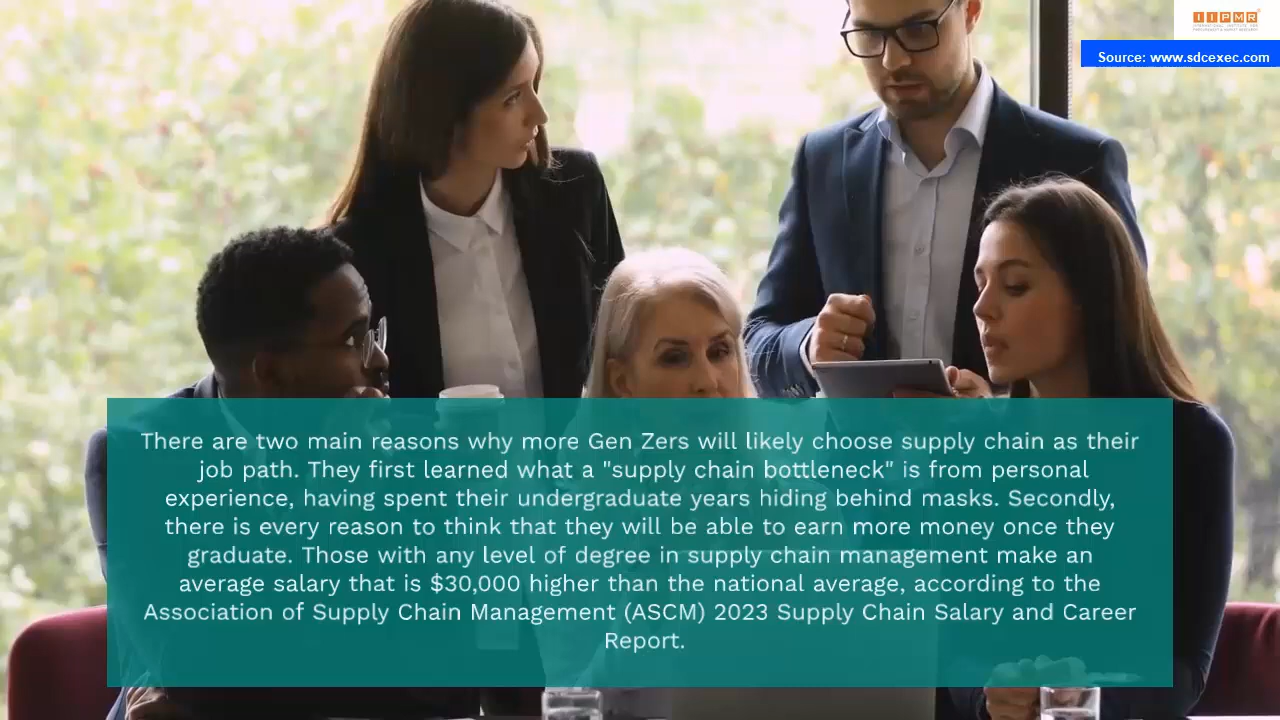 IIPMR
Source: www.sdcexec.com
There are two main reasons why more Gen Zers will likely choose supply chain as their
job path. They first learned what a "supply chain bottleneck" is from personal
experience, having spent their undergraduate years hiding behind masks. Secondly,
there is every reason to think that they will be able to earn more money once they
graduate. Those with any level of degree in supply chain management make an
average salary that is $30,000 higher than the national average, according to the
Association of Supply Chain Management (ASCM) 2023 Supply Chain Salary and Career
Report.